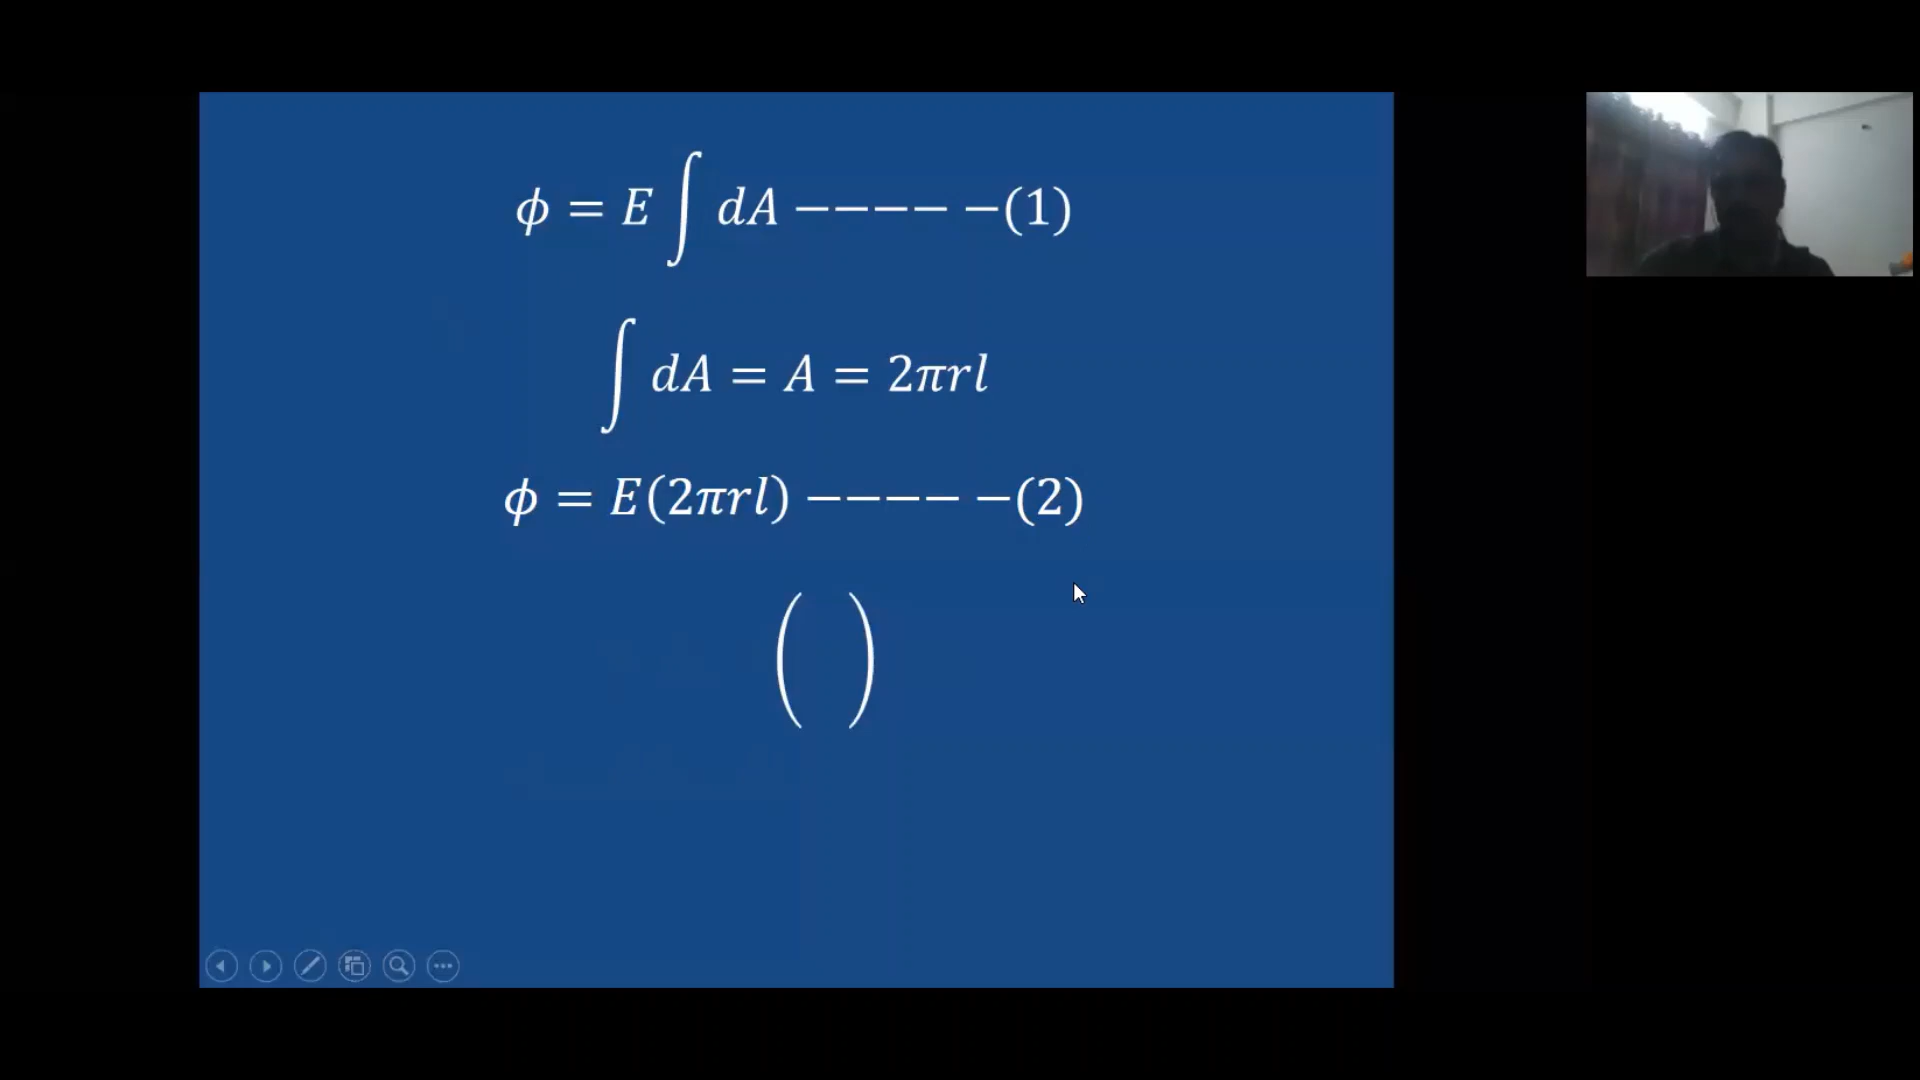 ϕ = E ∫ dA −−−− −(1)
∫ dA = A = 2πrl
ϕ = E(2πrl) −−−− −(2)
( )